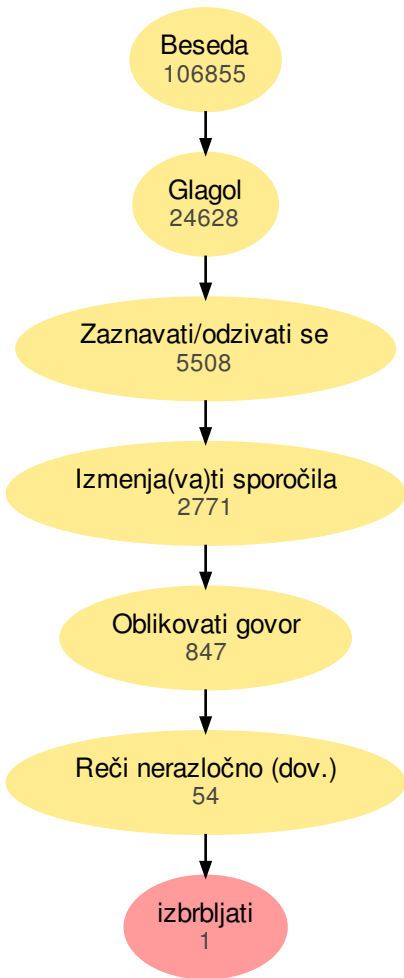 Beseda
106855
Glagol
24628
Zaznavati/odzivati se
5508
Izmenja(va)ti sporočila
2771
Oblikovati govor
847
Reči nerazločno (dov.)
54
izbrbljati
1